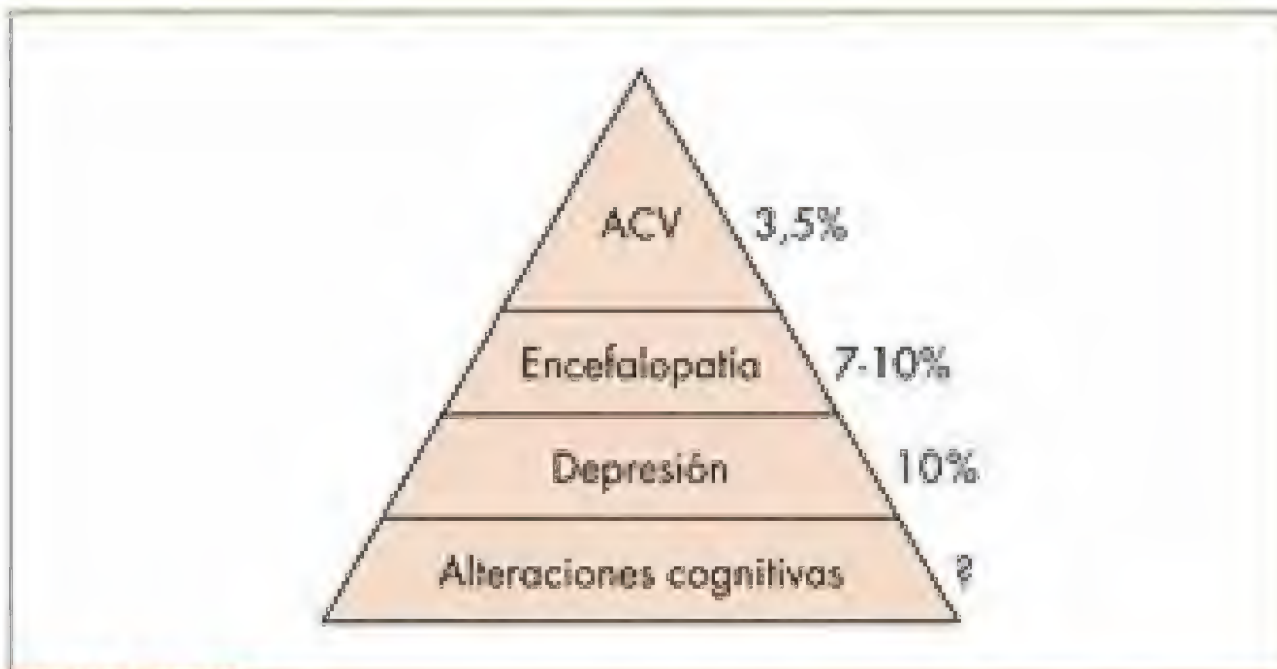 ACV 3,5%
Encefalopatía 7-10%
Depresión 10%
Alteraciones cognitivas ?